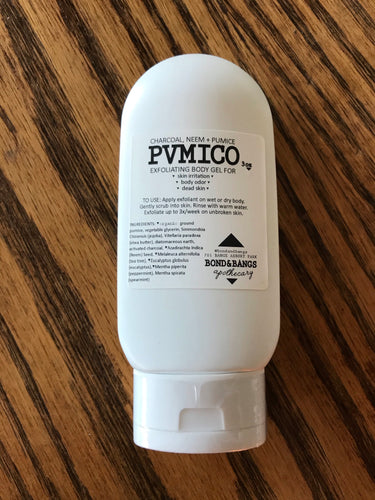 CHARCOAL, NEEM + PUMICE
PVMICO 3oz
EXFOLIATING BODY GEL FOR
• skin irritation •
• body odor •
• dead skin •
TO USE: Apply exfoliant on wet or dry body.
Gently scrub into skin. Rinse with warm water.
Exfoliate up to 3x/week on unbroken skin.
INGREDIENTS: *organic ground
pummice, vegetable glycerin, Simmondsia
Chinensis (jojoba), Vitellaria paradoxa
(shea butter), diatomaceous earth,
activated charcoal, *Azadirachta indica
(Neem) Seed, *Melaleuca alternifolia
(tea tree), *Eucalyptus globulus
(eucalyptus), *Mentha piperita
(peppermint), Mentha spicata
(spearmint)
#bondandbangs
ASBURY PARK
BOND&BANGS
apothecary